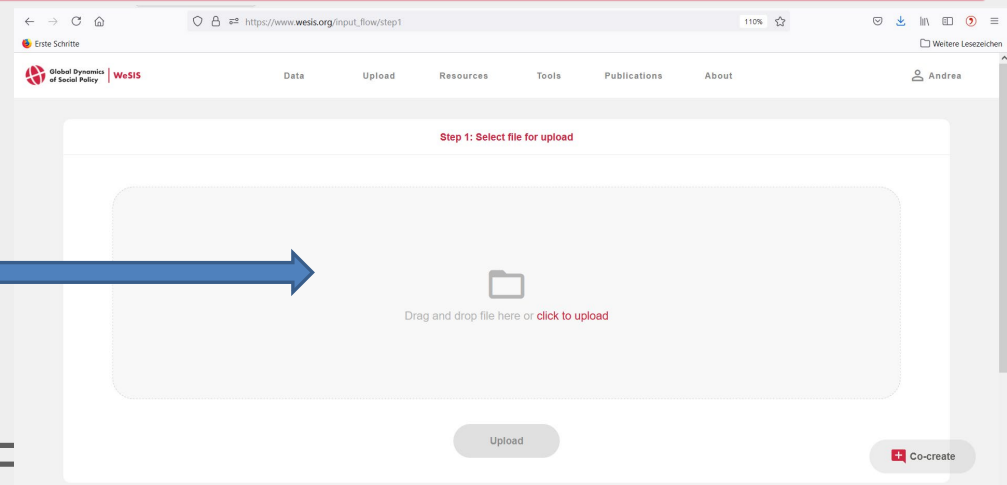 https://www.wesis.org/input_flow/step1
110%
Erste Schritte
Weitere Lesezeichen
Global Dynamics
of Social Policy
WeSIS
Data
Upload
Resources
Tools
Publications
About
Andrea
Step 1: Select file for upload
Drag and drop file here or click to upload
Upload
Co-create